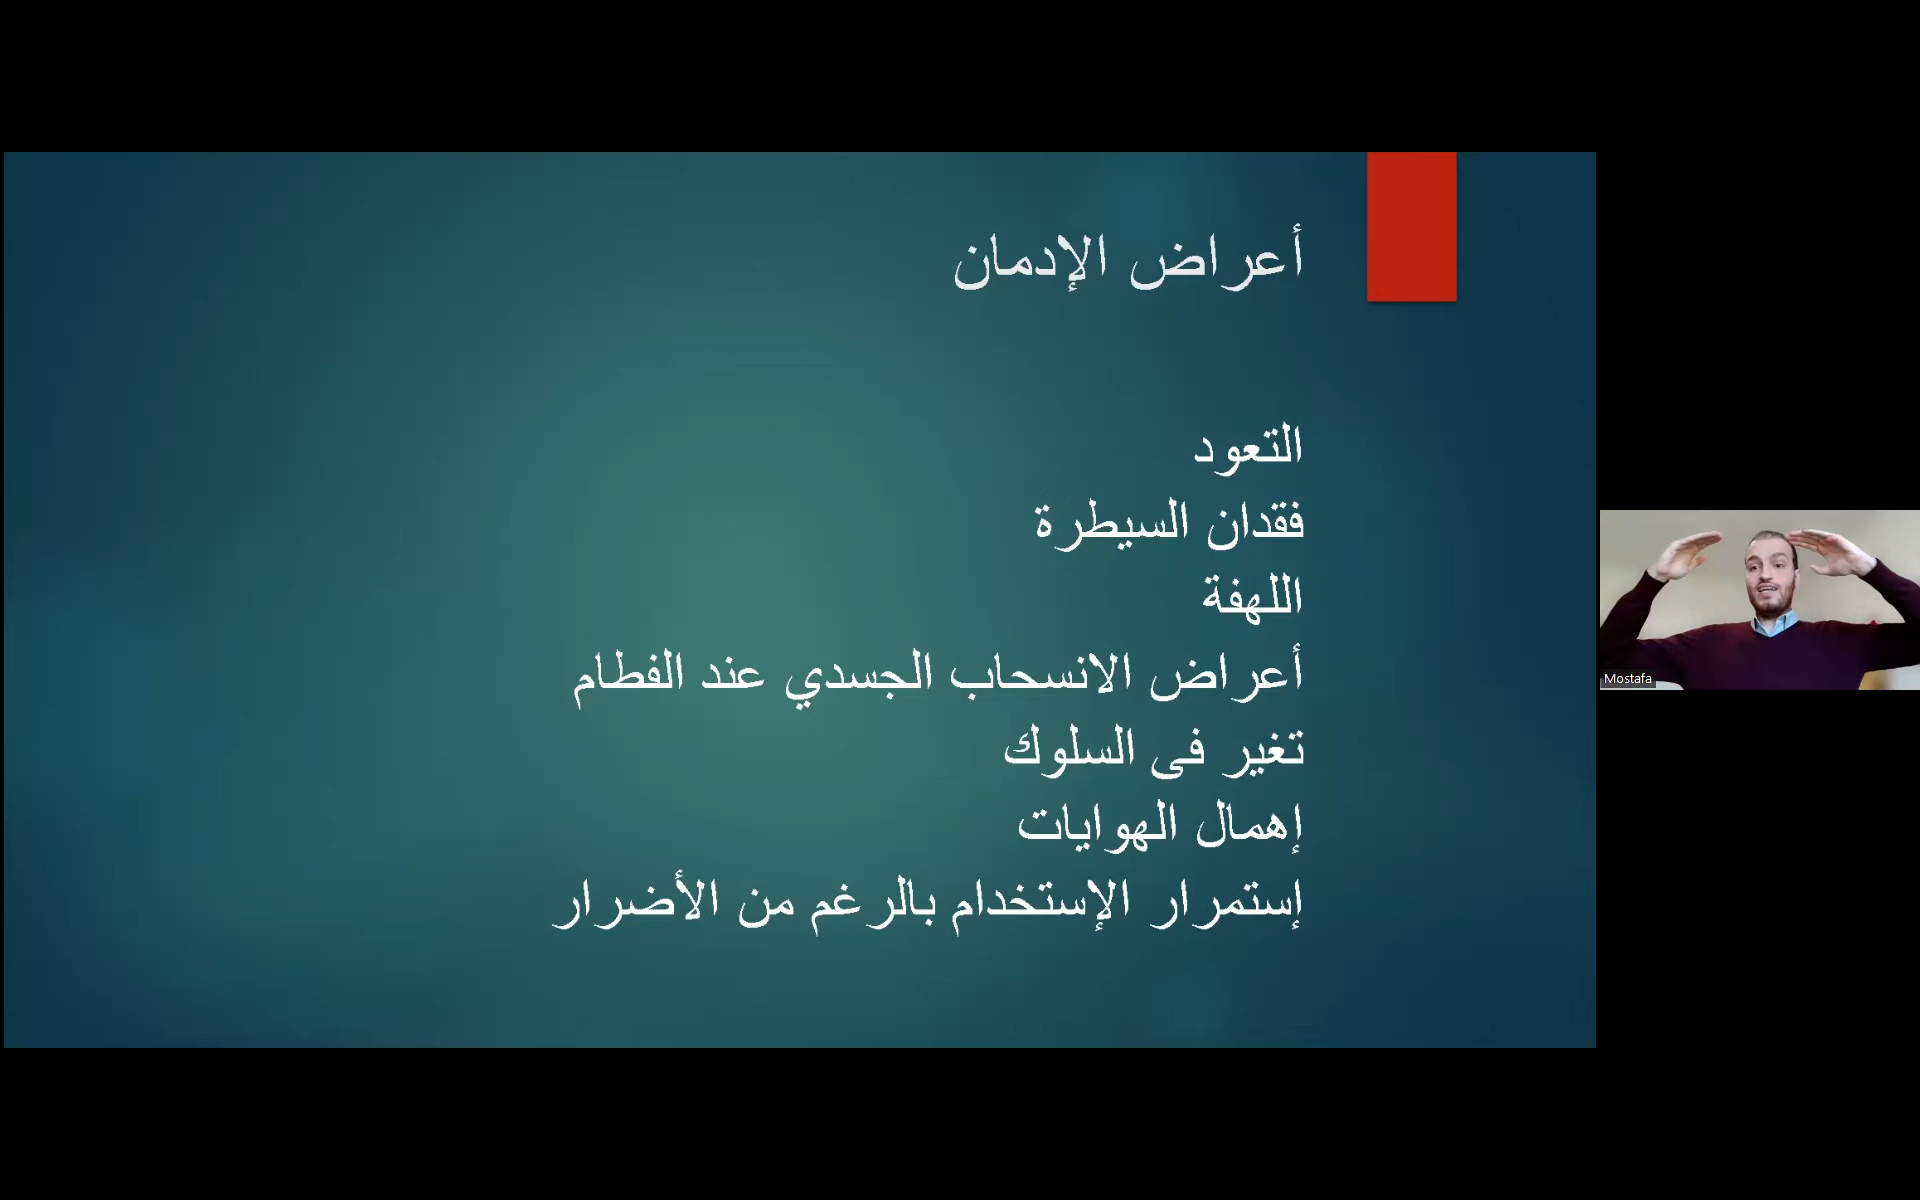 أعراض الإدمان
التعود
فقدان السيطرة
اللهفة
أعراض الانسحاب الجسدي عند الفطام
تغير فى السلوك
إهمال الهوايات
إستمرار الإستخدام بالرغم من الأضرار
Mostafa